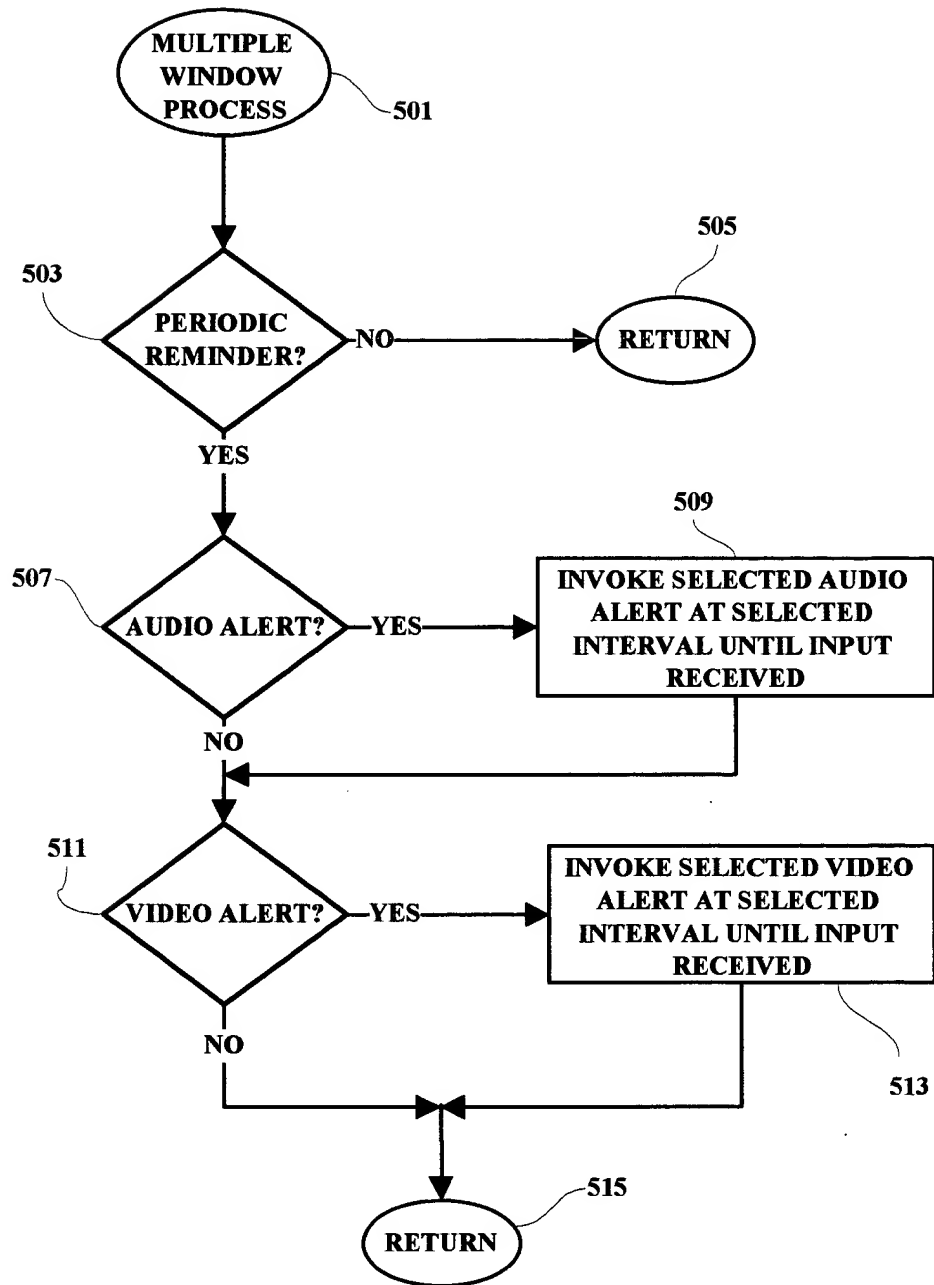 MULTIPLE
WINDOW
PROCESS
501
505
503
PERIODIC
REMINDER?
NO
RETURN
YES
509
507
AUDIO ALERT?
YES
INVOKE SELECTED AUDIO
ALERT AT SELECTED
INTERVAL UNTIL INPUT
RECEIVED
NO
511
VIDEO ALERT?
YES
INVOKE SELECTED VIDEO
ALERT AT SELECTED
INTERVAL UNTIL INPUT
RECEIVED
NO
513
515
RETURN